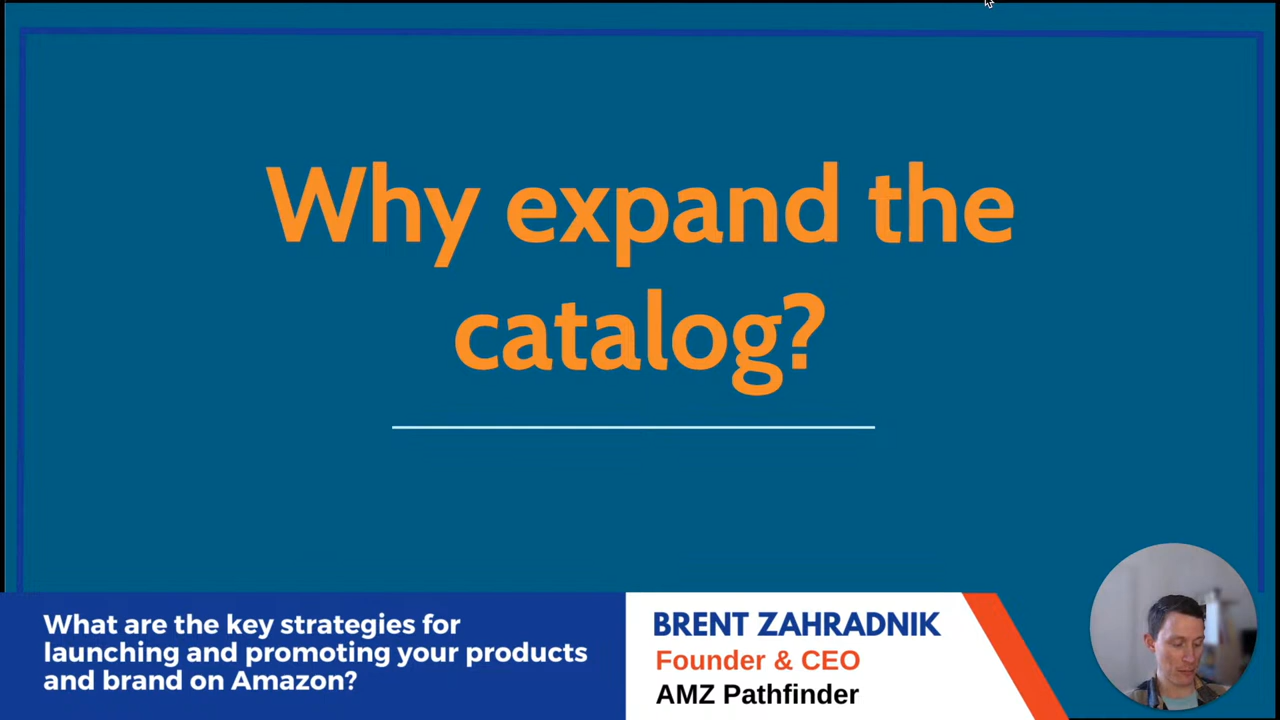 Why expand the
catalog?
What are the key strategies for
launching and promoting your products
and brand on Amazon?
BRENT ZAHRADNIK
Founder & CEO
AMZ Pathfinder